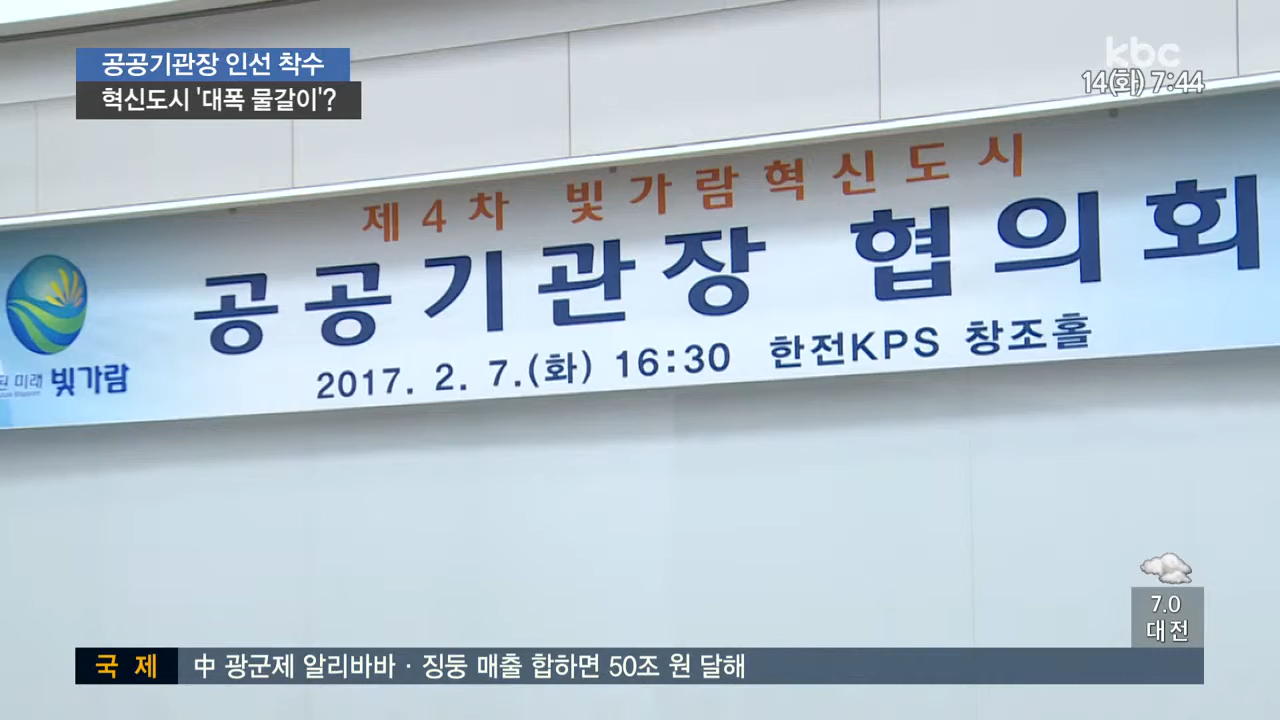 공공기관장 인선 착수
혁신도시 '대폭 물갈이'?
kbc
14(화) 7:44
제4차 빛가람혁신도시
공공기관장 협의회
2017. 2. 7.(화) 16:30 한전KPS 창조홀
미래 빛가람
7.0
대전
국 제 中 광군제 알리바바·징둥 매출 합하면 50조 원 달해